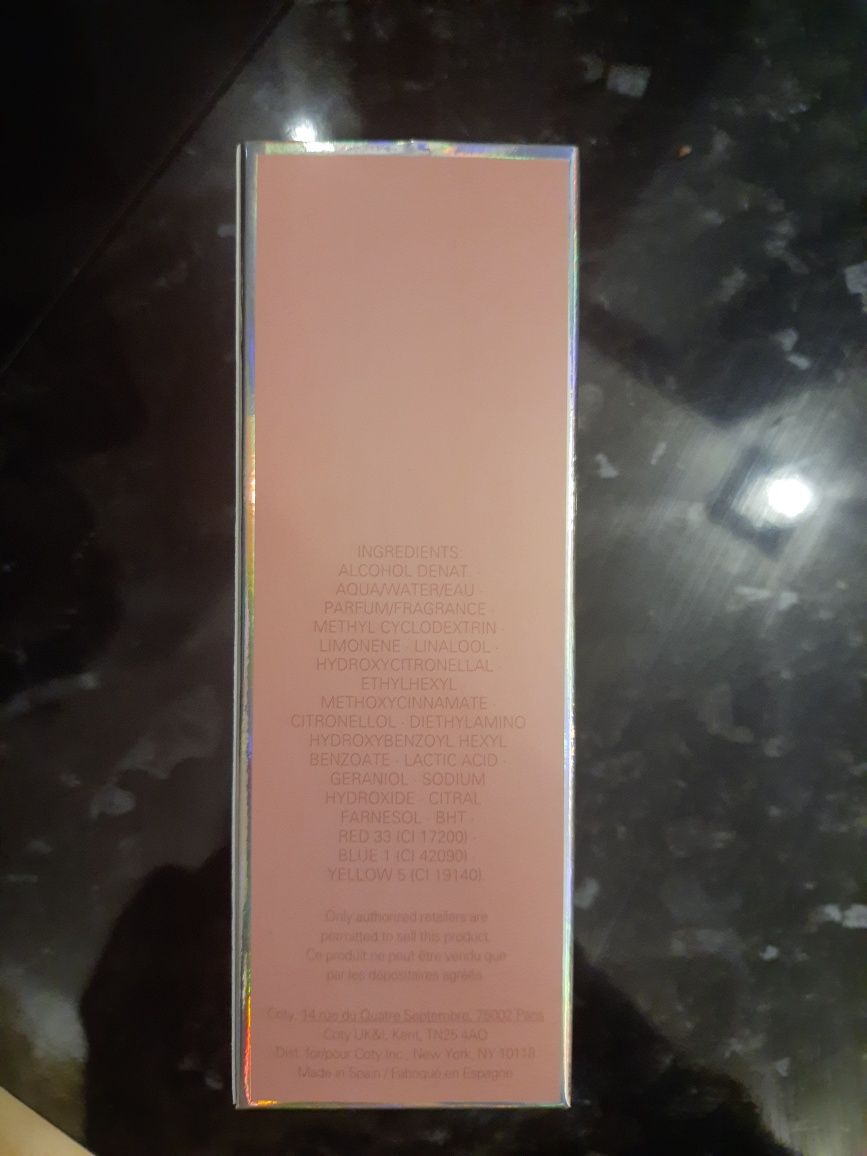 INGREDIENTS:
ALCOHOL DENAT. ·
AQUA/WATER/EAU ·
PARFUM/FRAGRANCE ·
METHYL CYCLODEXTRIN ·
LIMONENE · LINALOOL ·
HYDROXYCITRONELLAL ·
ETHYLHEXYL
METHOXYCINNAMATE ·
CITRONELLOL · DIETHYLAMINO
HYDROXYBENZOYL HEXYL
BENZOATE · LACTIC ACID ·
GERANIOL · SODIUM
HYDROXIDE · CITRAL
FARNESOL · BHT ·
RED 33 (CI 17200) ·
BLUE 1 (CI 42090)
YELLOW 5 (CI 19140)
Only authorized retailers are
permitted to sell this product.
Ce produit ne peut être vendu que
par les dépositaires agréés.
Coty, 14 rue du Quatre Septembre, 75002 Paris
Coty UK&I, Kent, TN25 4AQ
Dist. for/pour Coty Inc., New York, NY 10118
Made in Spain / Fabriqué en Espagne